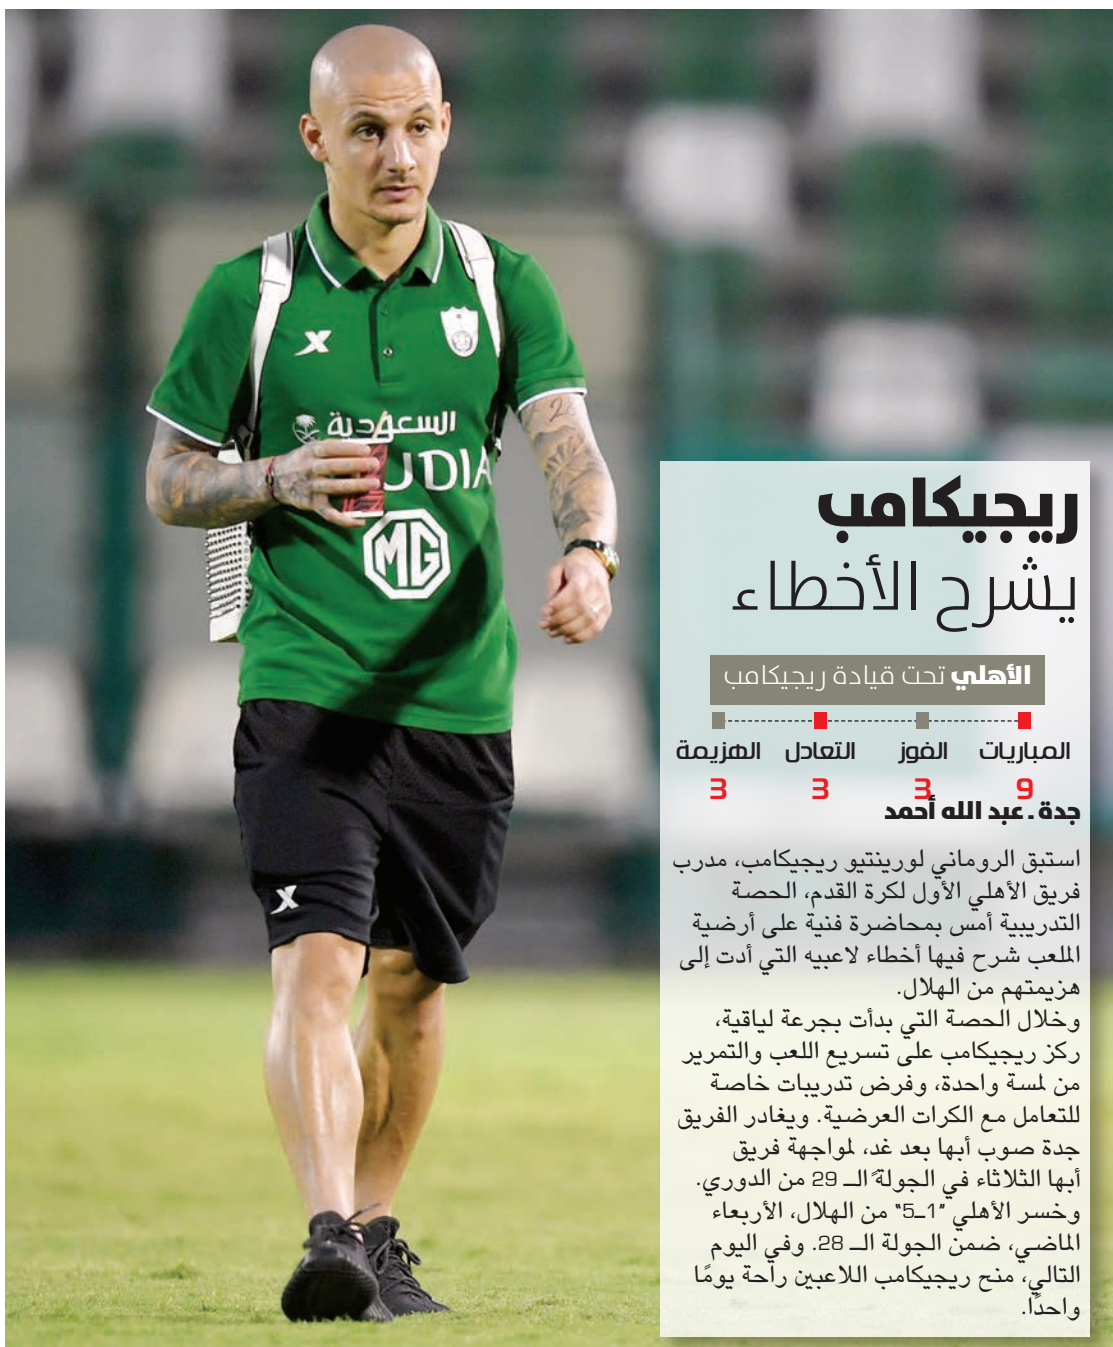 السعودية
UDIA
MG
28
ريجيكامب
يشرح الأخطاء
الأهلي تحت قيادة ريجيكامب
المباريات الفوز التعادل الهزيمة
9 3 3 3
جدة ـ عبد الله أحمد
استبق الروماني لورينتيو ريجيكامب، مدرب
فريق الأهلي الأول لكرة القدم، الحصة
التدريبية أمس بمحاضرة فنية على أرضية
الملعب شرح فيها أخطاء لاعبيه التي أدت إلى
هزيمتهم من الهلال.
وخلال الحصة التي بدأت بجرعة لياقية،
ركز ريجيكامب على تسريع اللعب والتمرير
من لمسة واحدة، وفرض تدريبات خاصة
للتعامل مع الكرات العرضية. ويغادر الفريق
جدة صوب أبها بعد غد، لمواجهة فريق
أبها الثلاثاء في الجولة الـ 29 من الدوري.
وخسر الأهلي "1ـ5" من الهلال، الأربعاء
الماضي، ضمن الجولة الـ 28. وفي اليوم
التالي، منح ريجيكامب اللاعبين راحة يومًا
واحدًا.